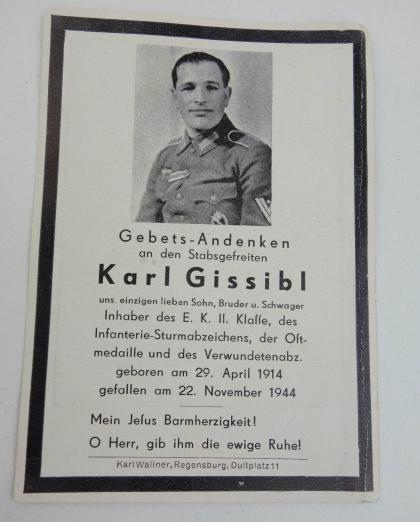 Gebets-Andenken
an den Stabsgefreiten
Karl Gissibl
uns. einzigen lieben Sohn, Bruder u. Schwager
Inhaber des E. K. II. Klaſſe, des
Infanterie-Sturmabzeichens, der Oſt-
medaille und des Verwundetenabz.
geboren am 29. April 1914
gefallen am 22. November 1944
Mein Jeſus Barmherzigkeit!
O Herr, gib ihm die ewige Ruhe!
Karl Wallner, Regensburg, Dultplatz 11